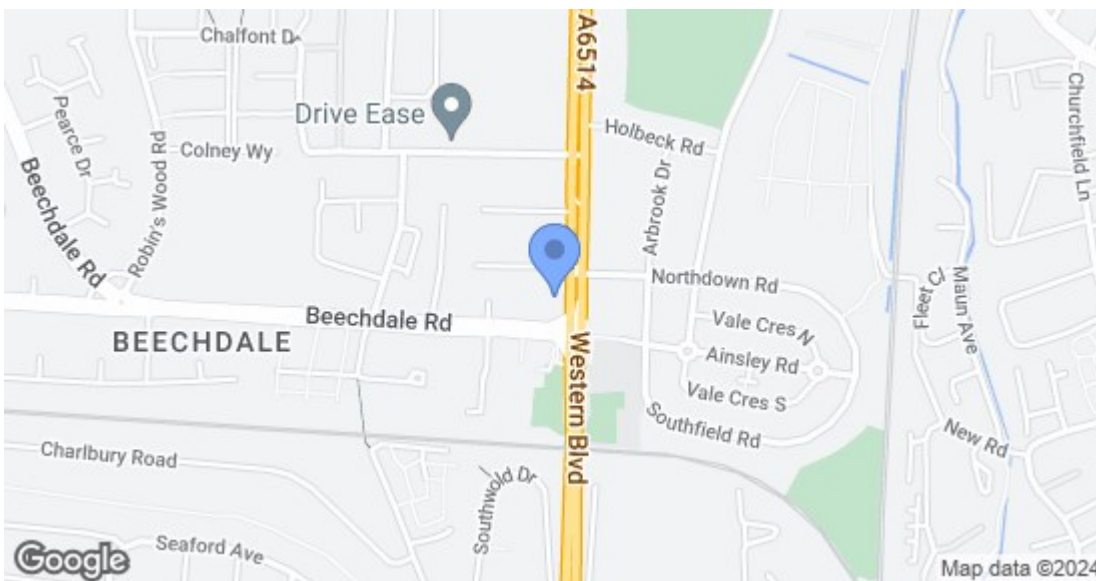 Chalfont D
A6514
Drive Ease
Pearce Dr
Colney Wy
Holbeck Rd
Churchfield Ln
Robin's Wood Rd
Beechdale Rd
Arbrook Dr
Northdown Rd
Fleet Cl
Maun Ave
Beechdale Rd
BEECHDALE
Vale Cres N
Ainsley Rd
Vale Cres S
Western Blvd
Southfield Rd
New Rd
Charlbury Road
Southwold Dr
Seaford Ave
Google
Map data ©2024